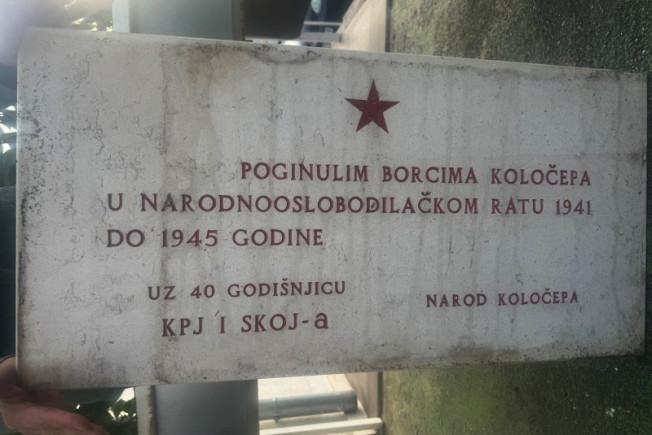 POGINULIM BORCIMA KOLOČEPA
U NARODNOOSLOBODILAČKOM RATU 1941
DO 1945 GODINE
UZ 40 GODIŠNJICU
KPJ I SKOJ-a
NAROD KOLOČEPA